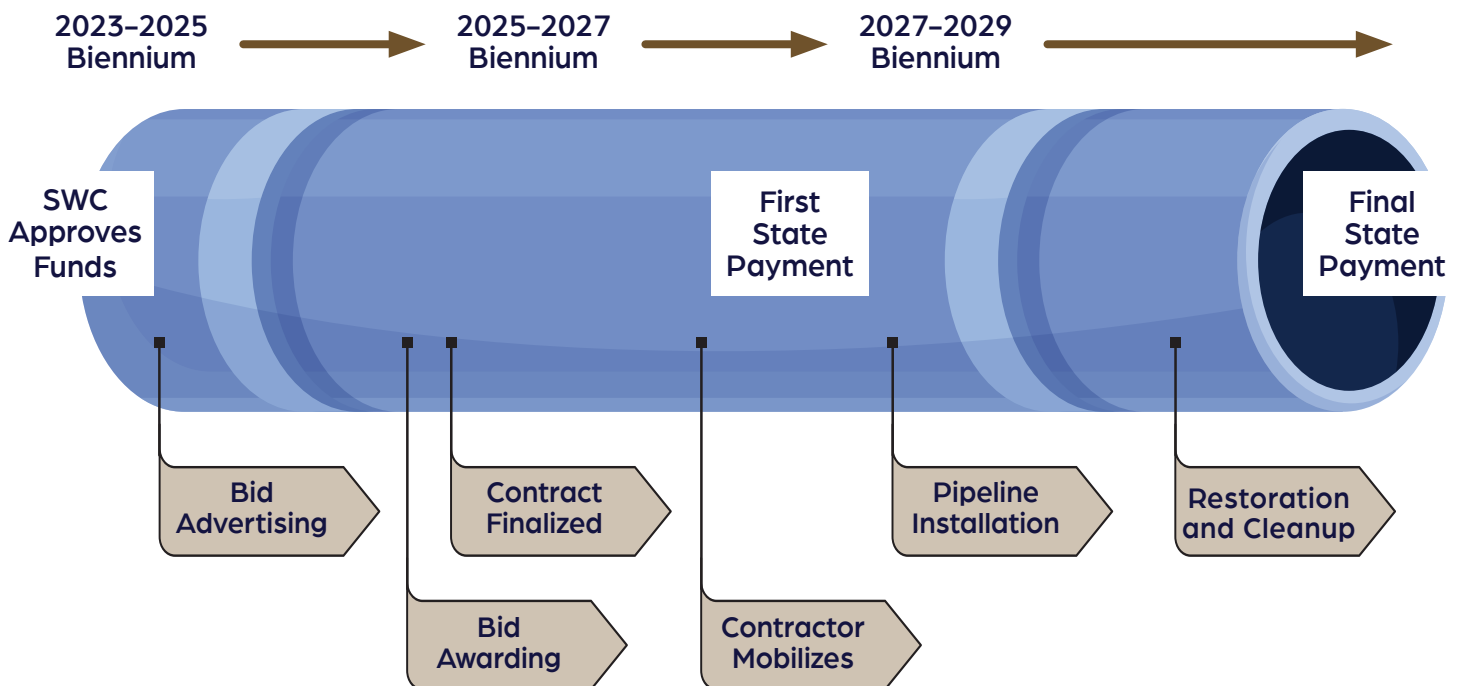 2023–2025
Biennium
2025–2027
Biennium
2027–2029
Biennium
SWC
Approves
Funds
First
State
Payment
Final
State
Payment
Bid
Advertising
Contract
Finalized
Pipeline
Installation
Restoration
and Cleanup
Bid
Awarding
Contractor
Mobilizes